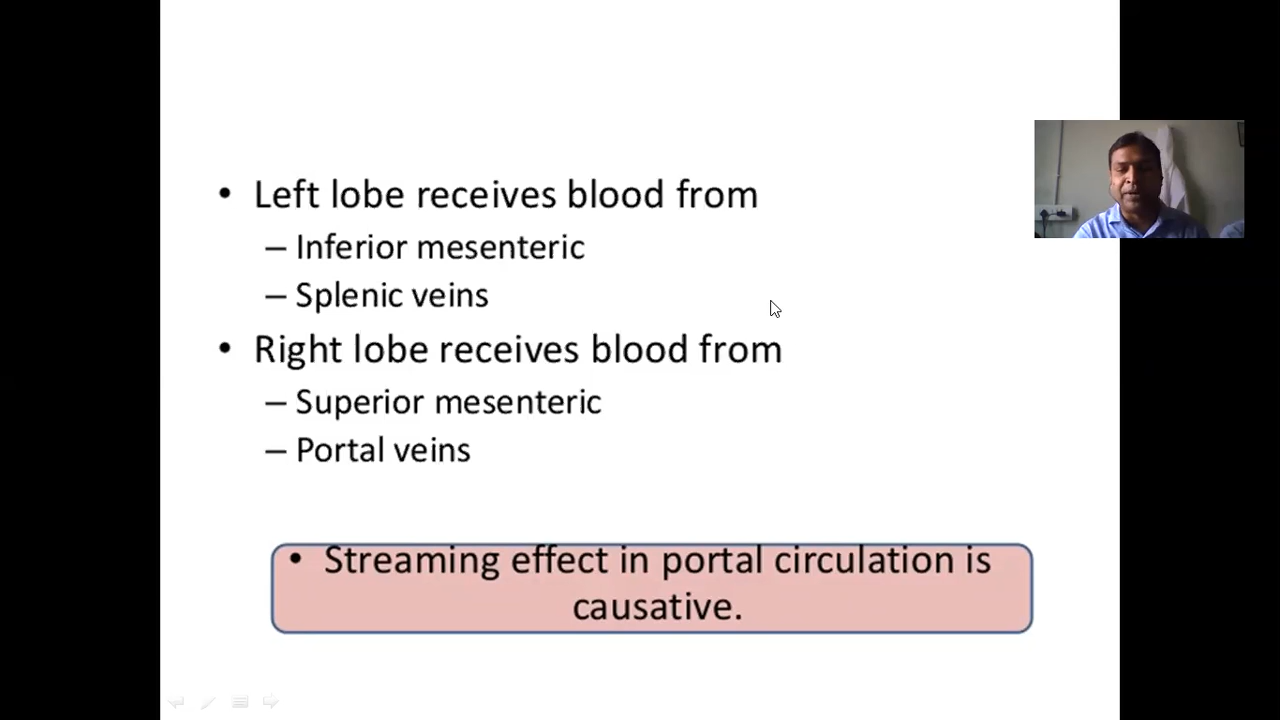 • Left lobe receives blood from
– Inferior mesenteric
– Splenic veins
• Right lobe receives blood from
– Superior mesenteric
– Portal veins
• Streaming effect in portal circulation is
causative.